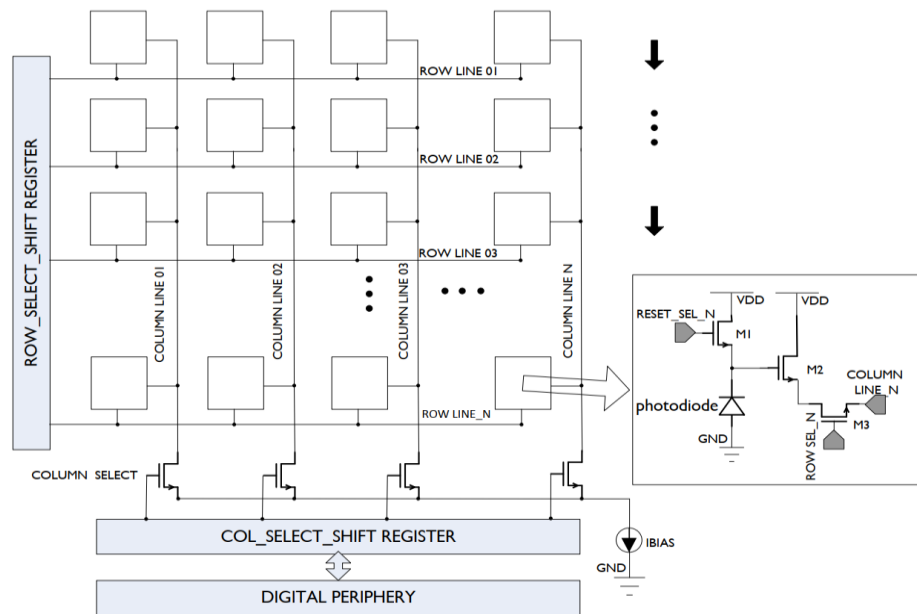 ROW LINE 01
ROW_SELECT_SHIFT REGISTER
ROW LINE 02
ROW LINE 03
COLUMN LINE 01
COLUMN LINE 02
COLUMN LINE 03
COLUMN LINE N
ROW LINE_N
VDD
VDD
RESET_SEL_N
M1
M2
COLUMN
LINE_N
photodiode
M3
GND
ROW SEL_N
COLUMN SELECT
COL_SELECT_SHIFT REGISTER
IBIAS
GND
DIGITAL PERIPHERY